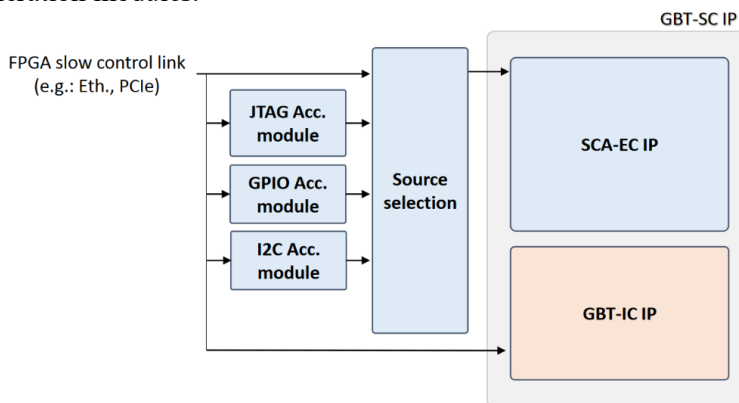 GBT-SC IP
FPGA slow control link
(e.g.: Eth., PCIe)
JTAG Acc.
module
GPIO Acc.
module
I2C Acc.
module
Source
selection
SCA-EC IP
GBT-IC IP